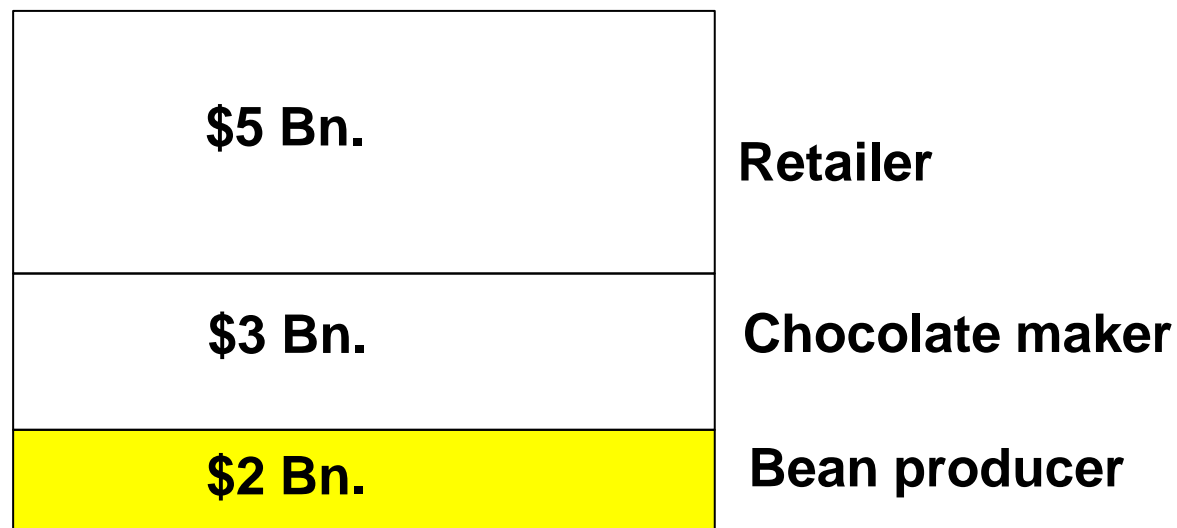 $5 Bn.
Retailer
$3 Bn.
Chocolate maker
$2 Bn.
Bean producer